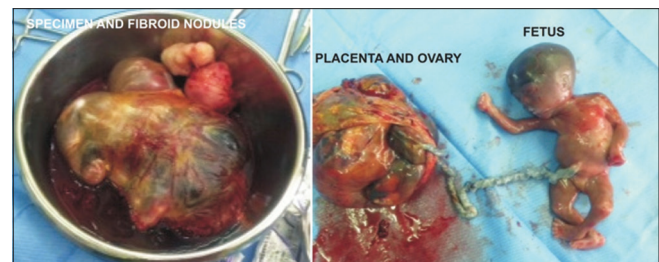 SPECIMEN AND FIBROID NODULES
PLACENTA AND OVARY
FETUS